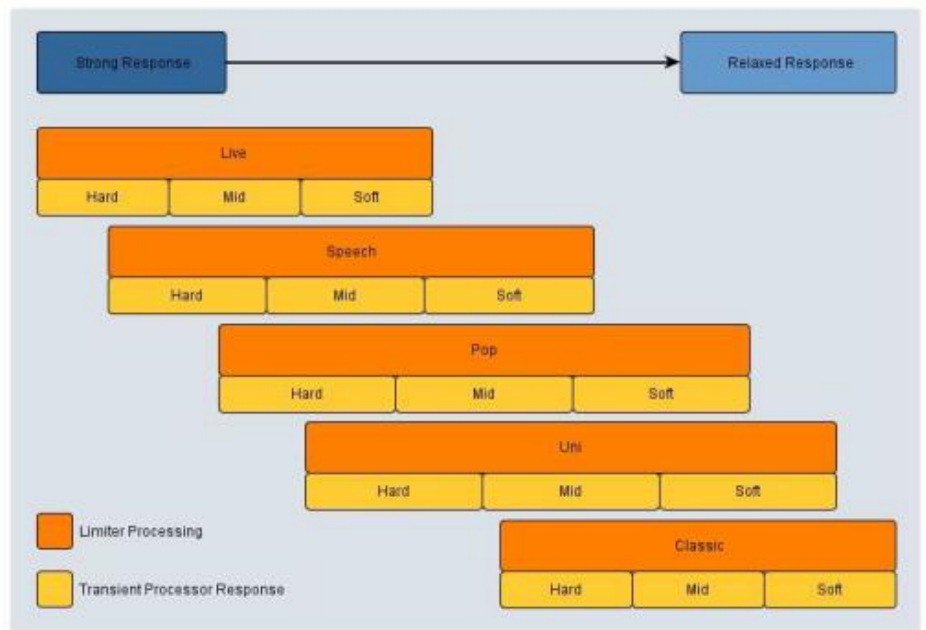 Strong Response
Relaxed Response
Live
Hard Mid Soft
Speech
Hard Mid Soft
Pop
Hard Mid Soft
Uni
Hard Mid Soft
Limiter Processing
Classic
Transient Processor Response
Hard Mid Soft